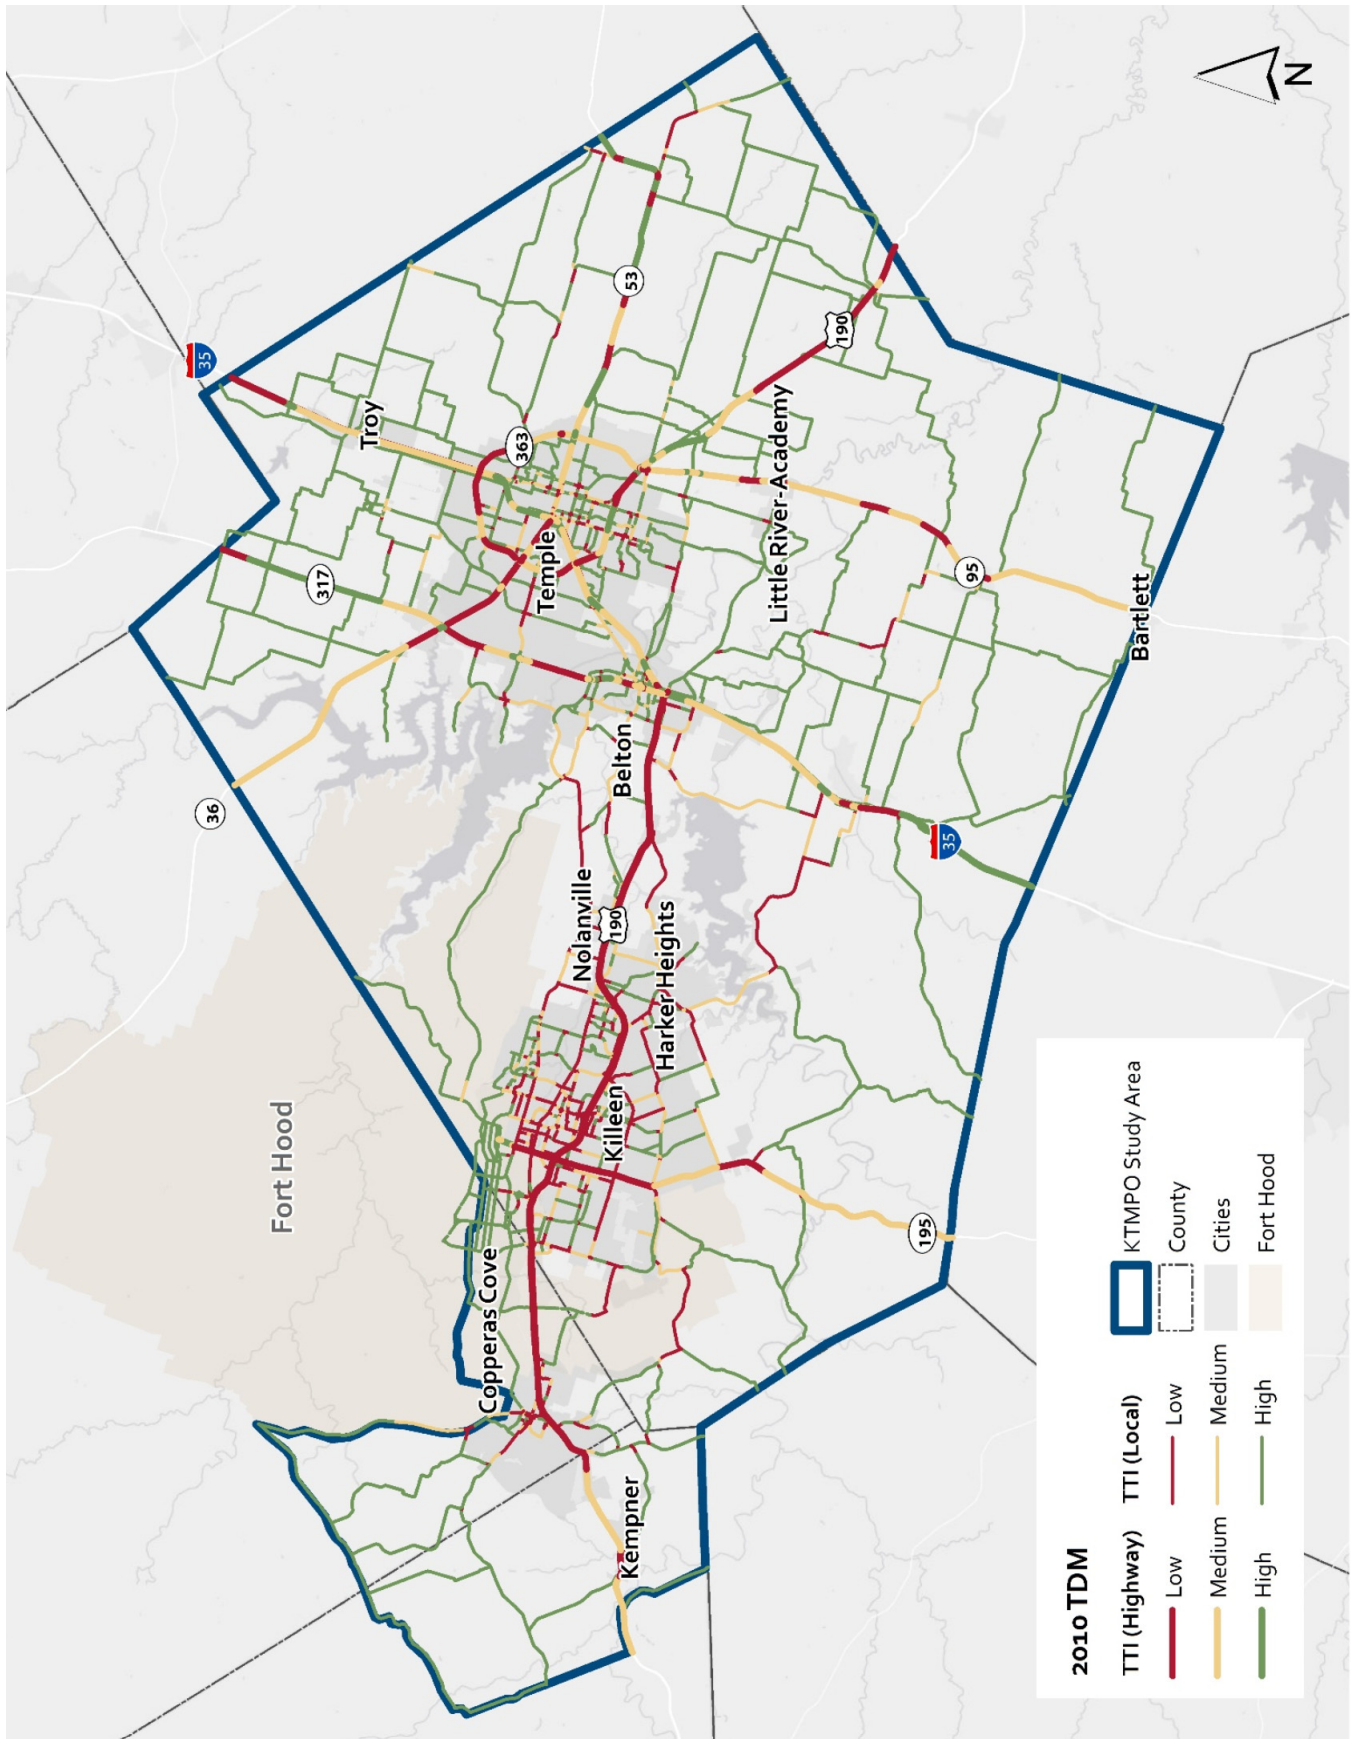 N
35
36
317
Troy
363
53
Temple
190
Belton
Little River-Academy
Fort Hood
Nolanville
190
Harker Heights
Killeen
Copperas Cove
Kempner
95
35
Bartlett
195
2010 TDM
TTI (Highway)
Low
Medium
High
TTI (Local)
Low
Medium
High
KTMPO Study Area
County
Cities
Fort Hood